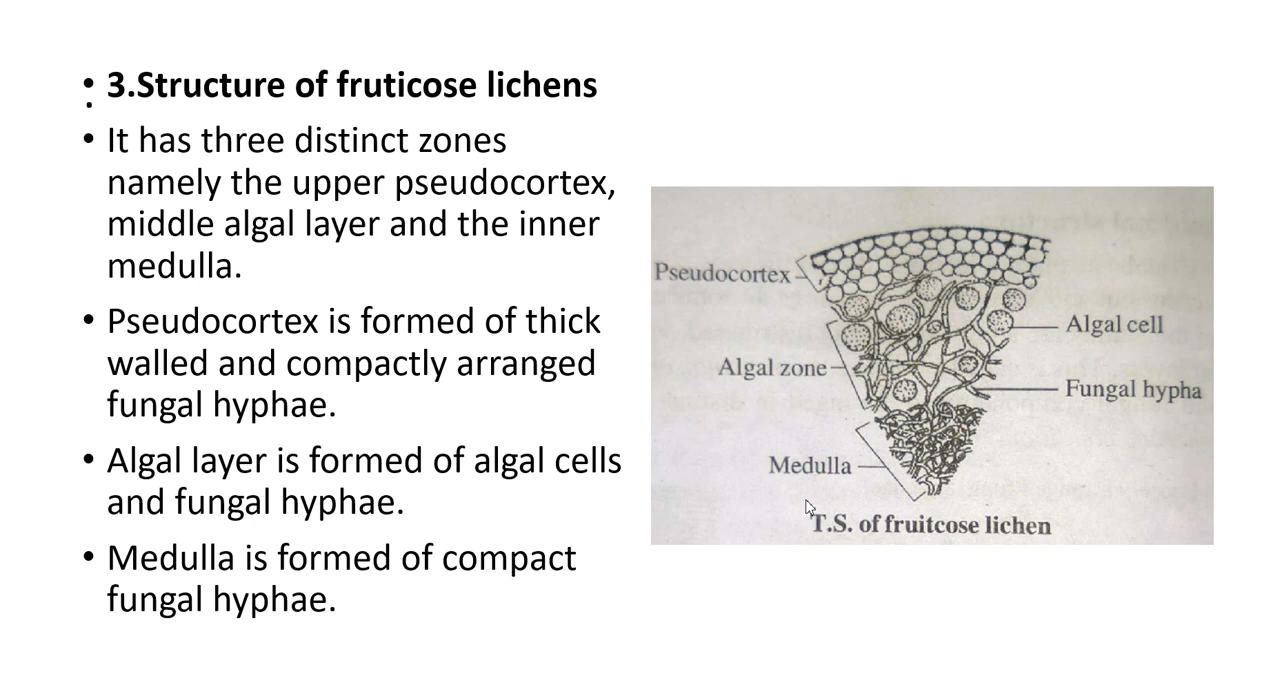 • 3.Structure of fruticose lichens
• It has three distinct zones
namely the upper pseudocortex,
middle algal layer and the inner
medulla.
• Pseudocortex is formed of thick
walled and compactly arranged
fungal hyphae.
• Algal layer is formed of algal cells
and fungal hyphae.
• Medulla is formed of compact
fungal hyphae.
Pseudocortex
Algal cell
Algal zone
Fungal hypha
Medulla
T.S. of fruitcose lichen